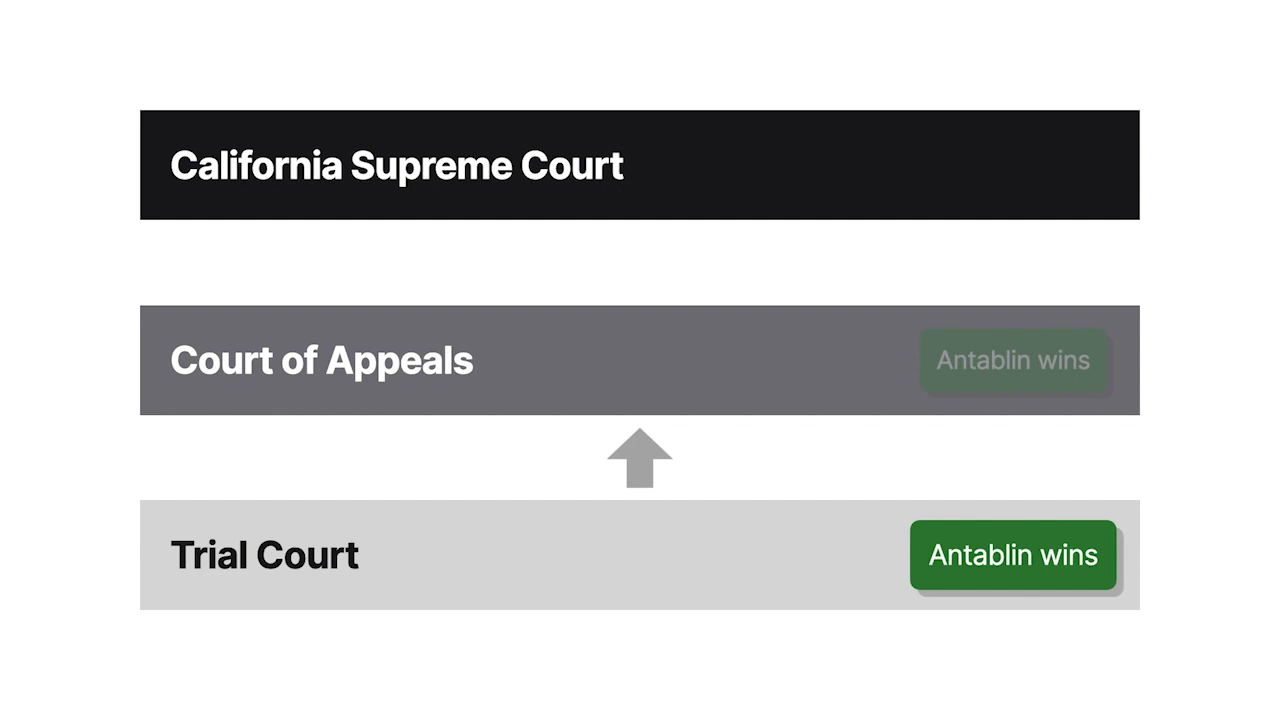 California Supreme Court
Court of Appeals
Antablin wins
Trial Court
Antablin wins